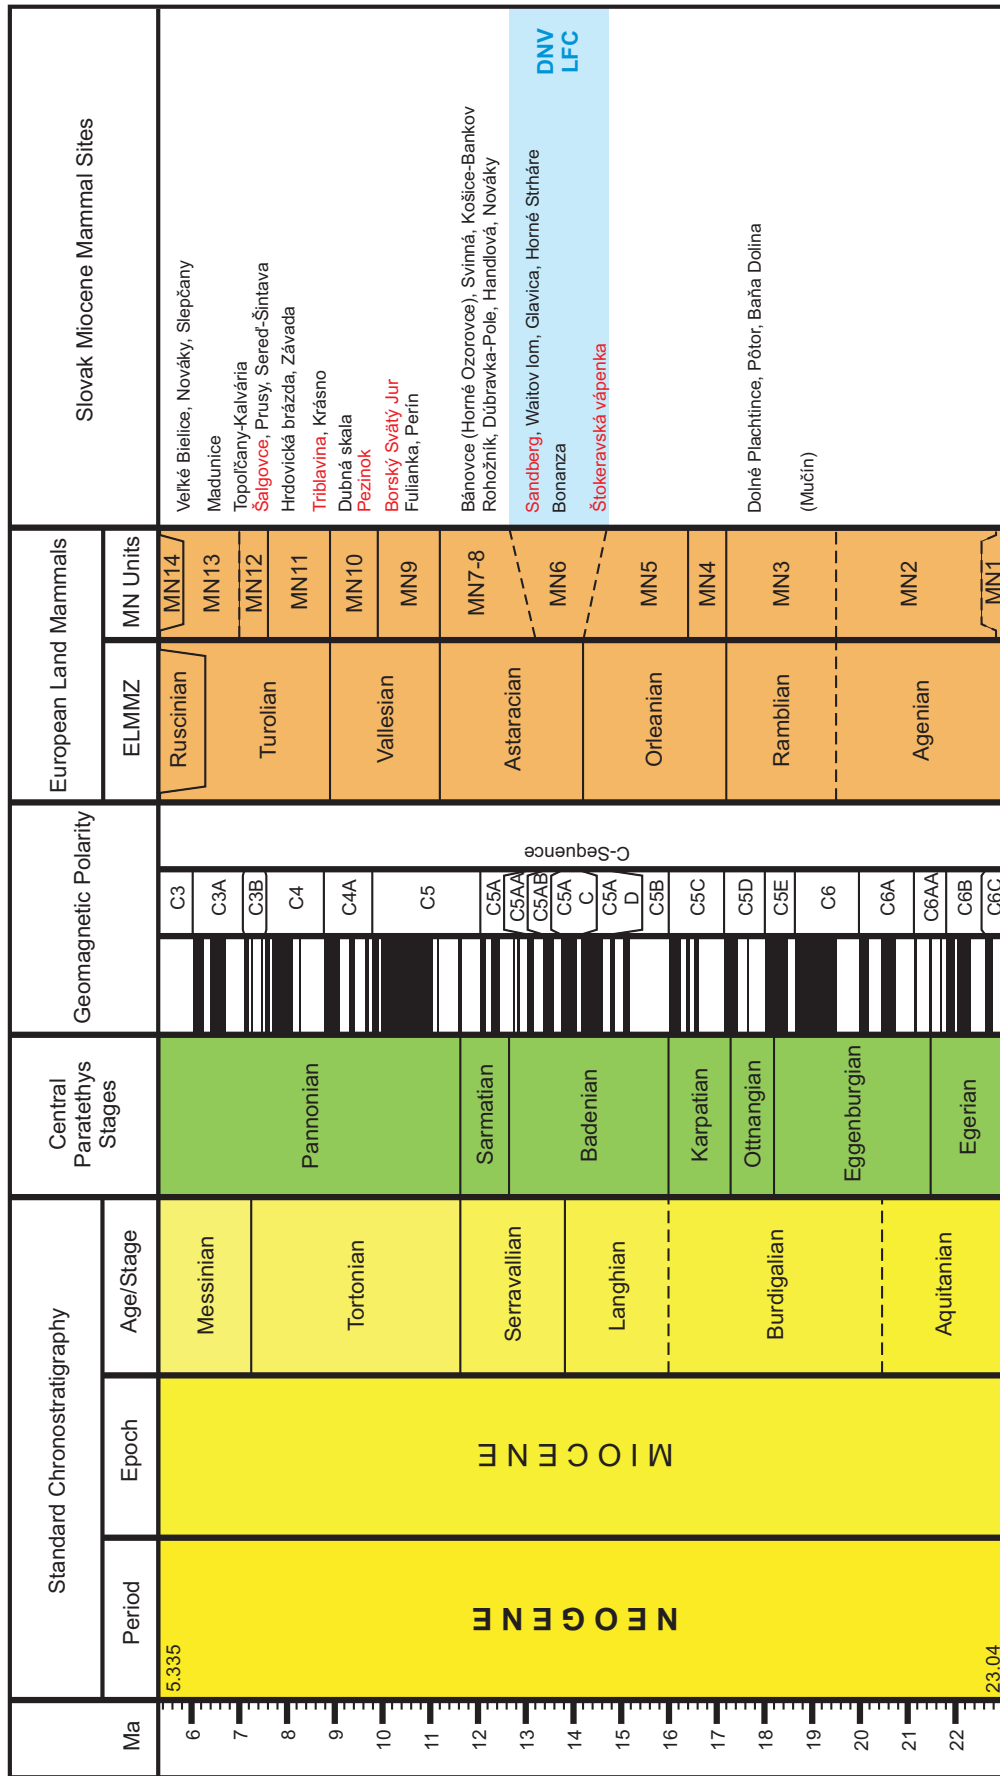 Ma
Standard Chronostratigraphy
Period
Epoch
Age/Stage
Central
Paratethys
Stages
Geomagnetic Polarity
European Land Mammals
ELMMZ
MN Units
Slovak Miocene Mammal Sites
6
7
8
9
10
11
12
13
14
15
16
17
18
19
20
21
22
5.335
23.04
NEOGENE
MIOCENE
Messinian
Tortonian
Serravallian
Langhian
Burdigalian
Aquitanian
Pannonian
Sarmatian
Badenian
Karpatian
Ottnangian
Eggenburgian
Egerian
C3
C3A
C3B
C4
C4A
C5
C5A
C5AA
C5AB
C5A
C
C5A
D
C5B
C5C
C5D
C5E
C6
C6A
C6AA
C6B
C6C
C-Sequence
Ruscinian
Turolian
Vallesian
Astaracian
Orleanian
Ramblian
Agenian
MN14
MN13
MN12
MN11
MN10
MN9
MN7-8
MN6
MN5
MN4
MN3
MN2
MN1
Veľké Bielice, Nováky, Slepčany
Madunice
Topoľčany-Kalvária
Šalgovce, Prusy, Sereď-Šintava
Hrdovická brázda, Závada
Triblavina, Krásno
Dubná skala
Pezinok
Borský Svätý Jur
Fulianka, Perín
Bánovce (Horné Ozorovce), Svinná, Košice-Bankov
Rohožník, Dúbravka-Pole, Handlová, Nováky
Sandberg, Waitov lom, Glavica, Horné Strháre
Bonanza
Štokeravská vápenka
DNV
LFC
Dolné Plachtince, Pôtor, Baňa Dolina
(Mučín)